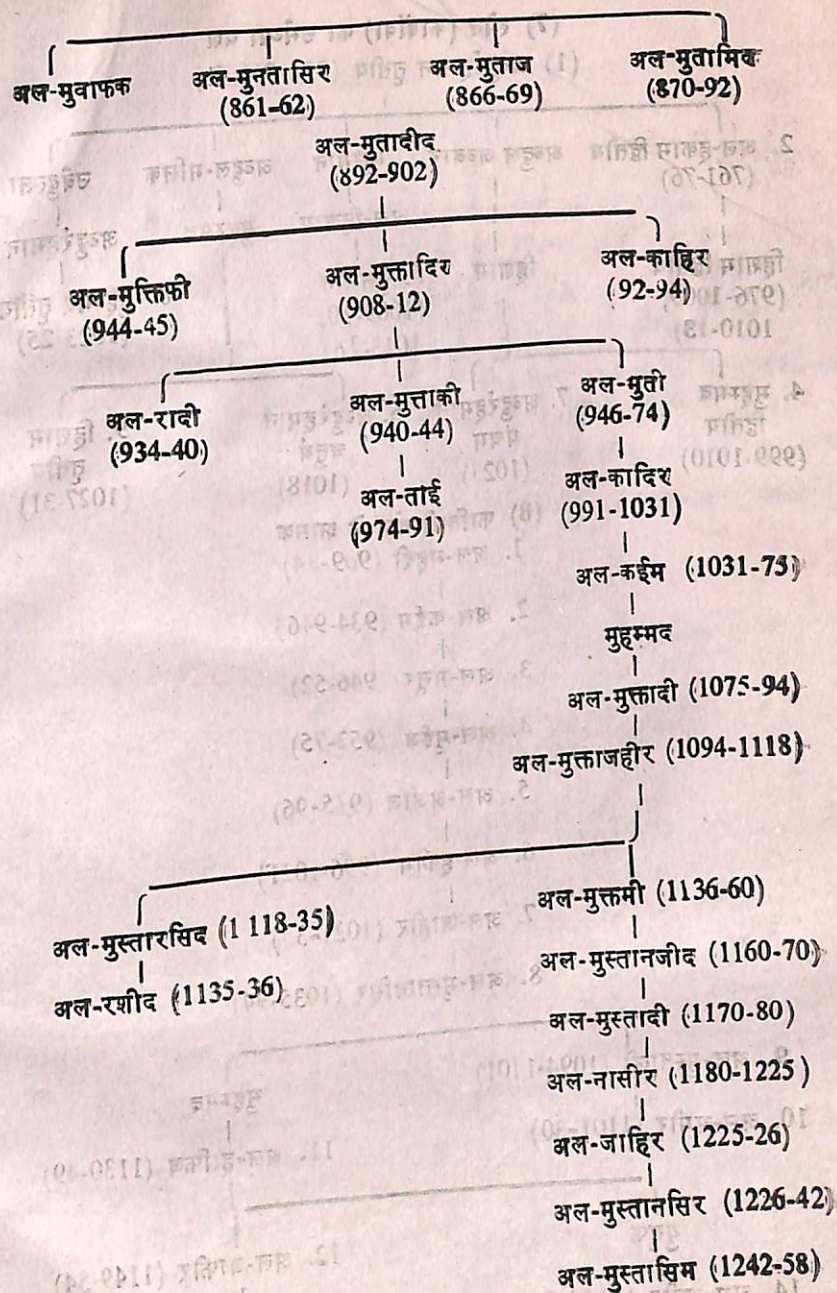 अल-मुवाफक अल-मुनतासिर अल-मुताज अल-मुतामिद
(861-62) (866-69) (870-92)
अल-मुतादीद
(892-902)
अल-मुक्तिफी अल-मुक्तादिर अल-काहिर
(944-45) (908-12) (92-94)
अल-रादी अल-मुत्ताकी अल-मुती
(934-40) (940-44) (946-74)
अल-ताई अल-कादिर
(974-91) (991-1031)
अल-कईम (1031-75)
मुहम्मद
अल-मुक्तादी (1075-94)
अल-मुक्ताजहीर (1094-1118)
अल-मुस्तारसिद (1 118-35) अल-मुक्तमी (1136-60)
अल-रशीद (1135-36) अल-मुस्तानजीद (1160-70)
अल-मुस्तादी (1170-80)
अल-नासीर (1180-1225)
अल-जाहिर (1225-26)
अल-मुस्तानसिर (1226-42)
अल-मुस्तासिम (1242-58)